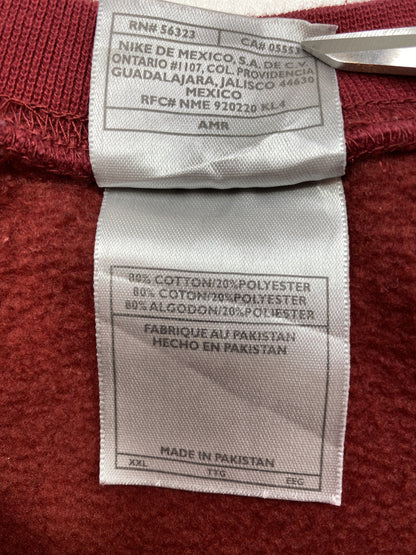 RN# 56323 CA# 05553
NIKE DE MEXICO, S.A. DE C.V.
ONTARIO #1107, COL. PROVIDENCIA
GUADALAJARA, JALISCO 44630
MEXICO
RFC# NME 920220 KL4
AMR
80% COTTON/20%POLYESTER
80% COTON/20%POLYESTER
80% ALGODON/20%POLIESTER
FABRIQUE AU PAKISTAN
HECHO EN PAKISTAN
MADE IN PAKISTAN
XXL TTG EEG